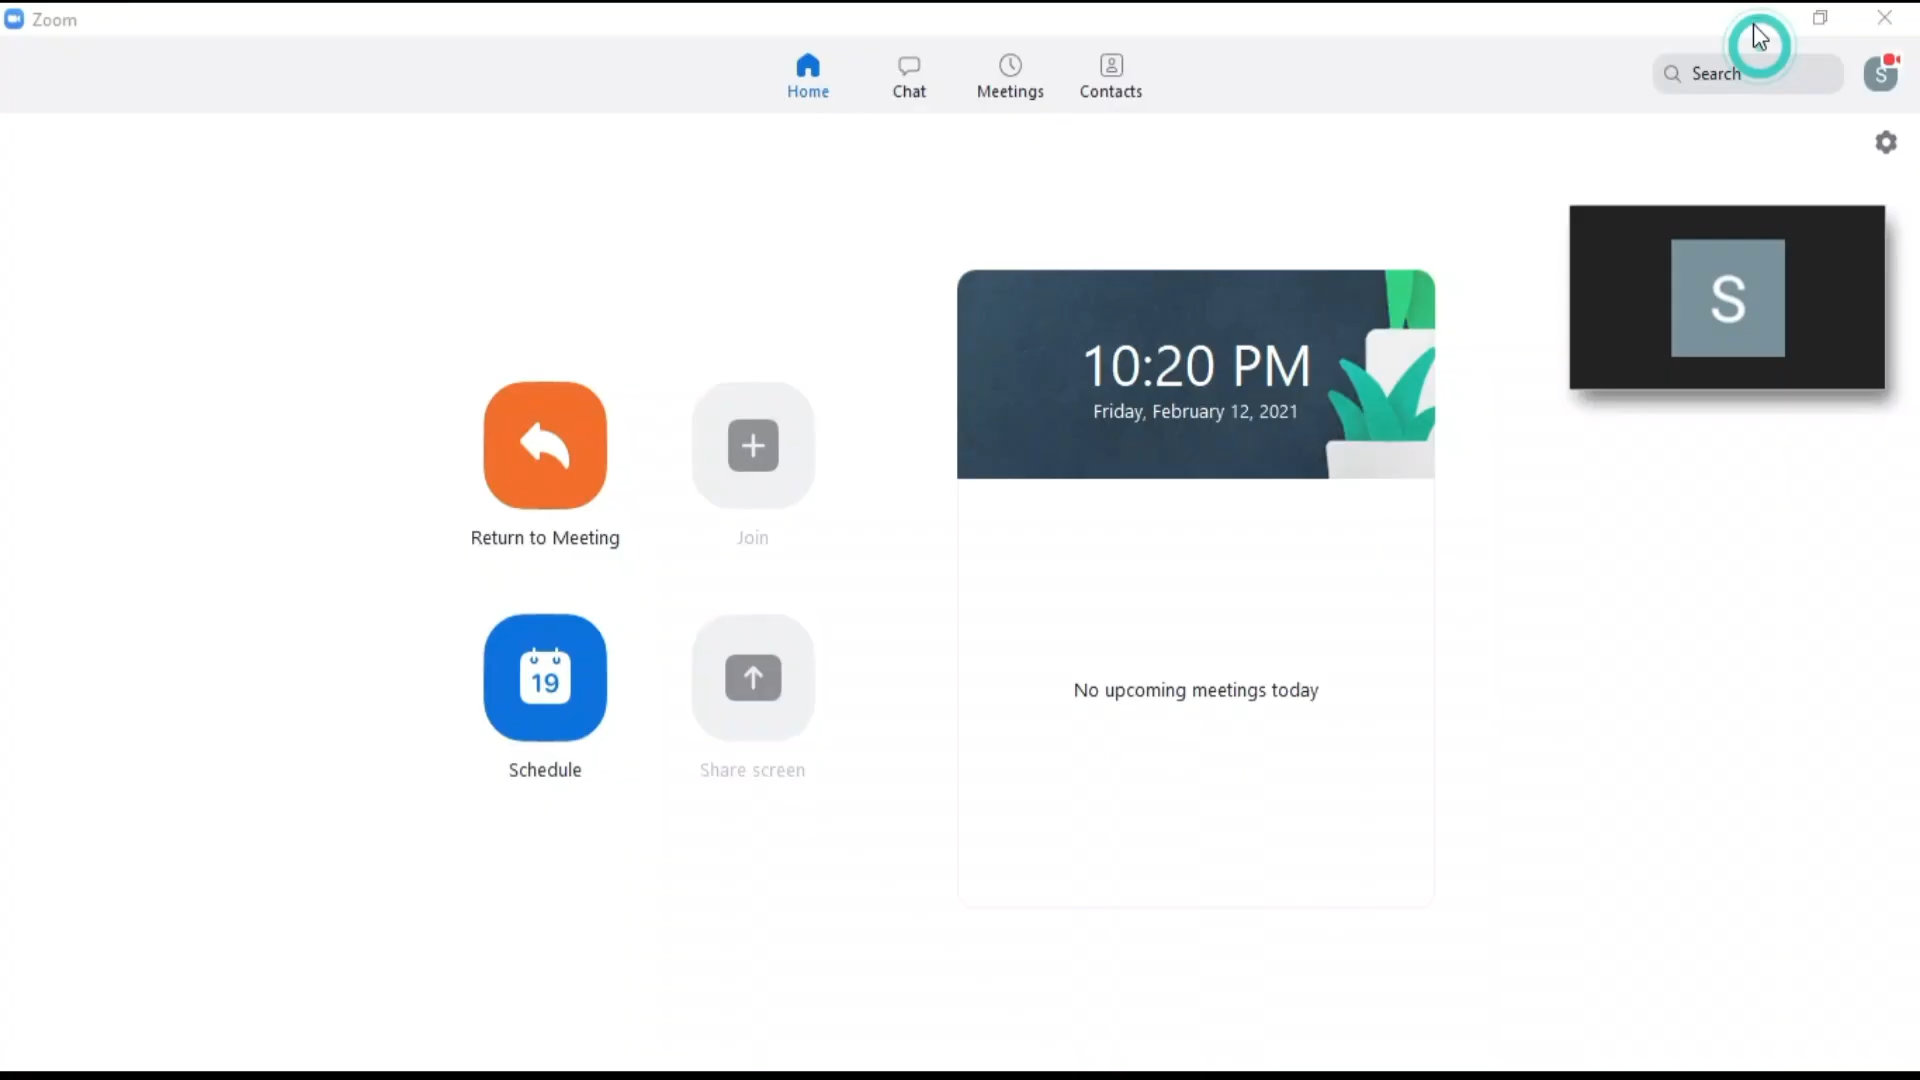 Zoom
Home
Chat
Meetings
Contacts
Search
S
S
10:20 PM
Friday, February 12, 2021
Return to Meeting
Join
19
Schedule
Share screen
No upcoming meetings today